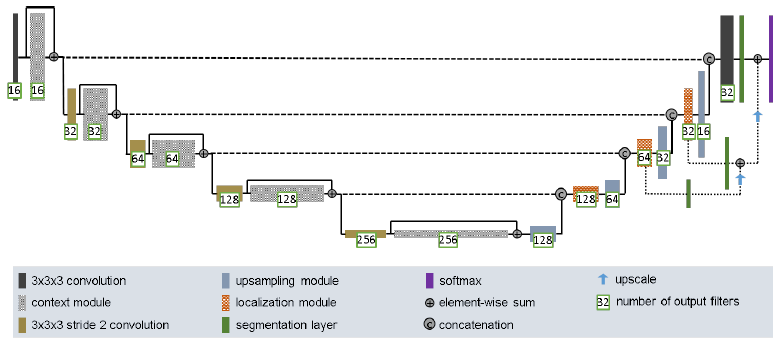 16 16
32 32
64 64
128 128
256 256
128
128 64
64 32
32 16
32
c
c
c
c
3x3x3 convolution
context module
3x3x3 stride 2 convolution
upsampling module
localization module
segmentation layer
softmax
element-wise sum
c concatenation
upscale
32 number of output filters